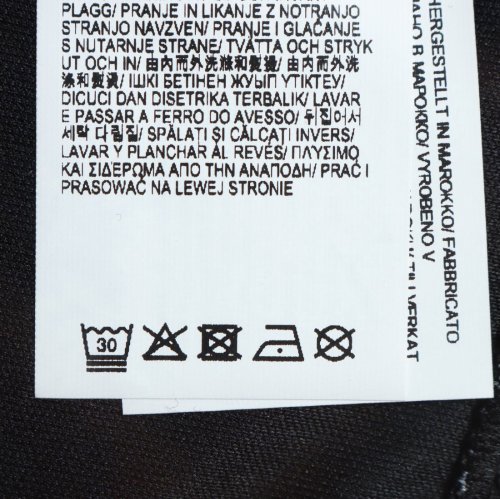 PLAGG/ PRANJE IN LIKANJE Z NOTRANJO
STRANJO NAVZVEN/ PRANJE I GLAČANJE
S NUTARNJE STRANE/ TVÄTTA OCH STRYK
UT OCH IN/ 由內而外洗滌和熨燙/ 由内而外洗
涤和熨烫/ ІШКІ БЕТІНЕН ЖУЫП ҮТІКТЕУ/
DICUCI DAN DISETRIKA TERBALIK/ LAVAR
E PASSAR A FERRO DO AVESSO/ 뒤집어서
세탁 다림질/ SPĂLAȚI ȘI CĂLCAȚI INVERS/
LAVAR Y PLANCHAR AL REVÉS/ ΠΛΥΣΙΜΟ
ΚΑΙ ΣΙΔΕΡΩΜΑ ΑΠΟ ΤΗΝ ΑΝΑΠΟΔΗ/ PRAĆ I
PRASOWAĆ NA LEWEJ STRONIE
30
HERGESTELLT IN MAROKKO/ FABBRICATO
В МАРОККО/ VYROBENO V
TILLVERKAT